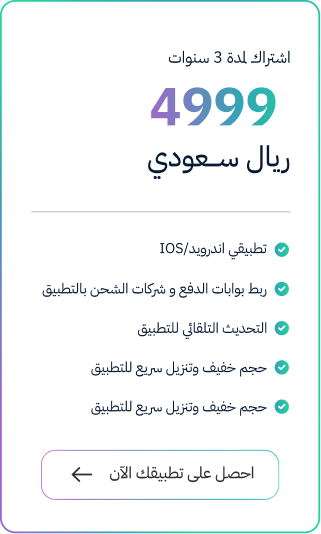 اشتراك لمدة 3 سنوات
4999
ريال سـعودي
تطبيقي اندرويد/IOS
ربط بوابات الدفع و شركات الشحن بالتطبيق
التحديث التلقائي للتطبيق
حجم خفيف وتنزيل سريع للتطبيق
حجم خفيف وتنزيل سريع للتطبيق
احصل على تطبيقك الآن